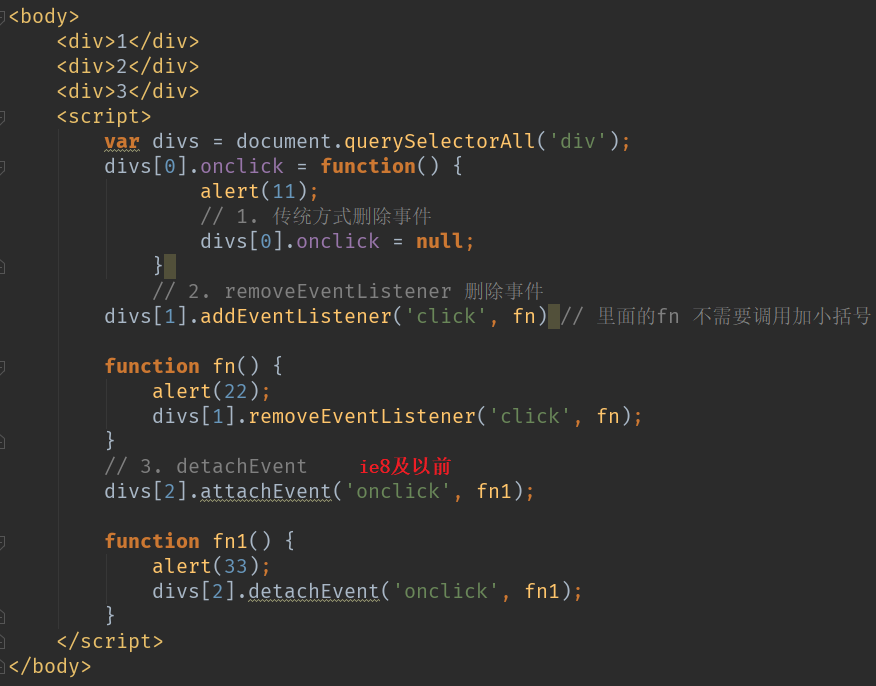 <body>
    <div>1</div>
    <div>2</div>
    <div>3</div>
    <script>
        var divs = document.querySelectorAll('div');
        divs[0].onclick = function() {
                alert(11);
                // 1. 传统方式删除事件
                divs[0].onclick = null;
            }
            // 2. removeEventListener 删除事件
        divs[1].addEventListener('click', fn) // 里面的fn 不需要调用加小括号
        function fn() {
            alert(22);
            divs[1].removeEventListener('click', fn);
        }
        // 3. detachEvent ie8及以前
        divs[2].attachEvent('onclick', fn1);
        function fn1() {
            alert(33);
            divs[2].detachEvent('onclick', fn1);
        }
    </script>
</body>